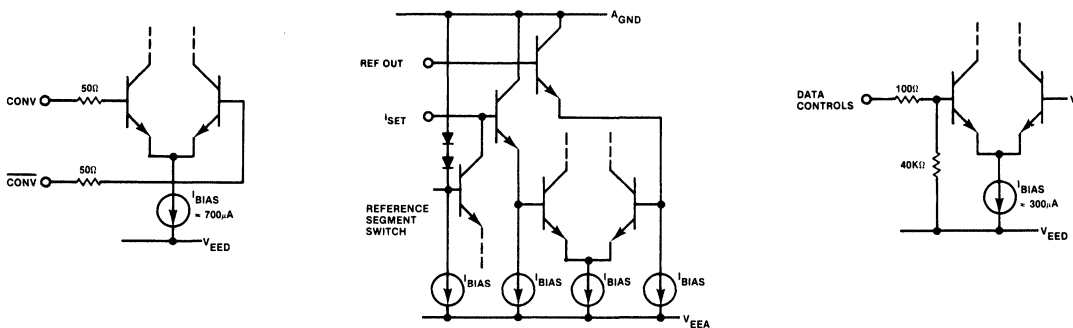 50Ω
CONV
50Ω
CONV
IBIAS
≈ 700µA
VEED
AGND
REF OUT
ISET
REFERENCE
SEGMENT
SWITCH
IBIAS
IBIAS
IBIAS
IBIAS
VEEA
100Ω
DATA
CONTROLS
40KΩ
IBIAS
≈ 300µA
VEED
V